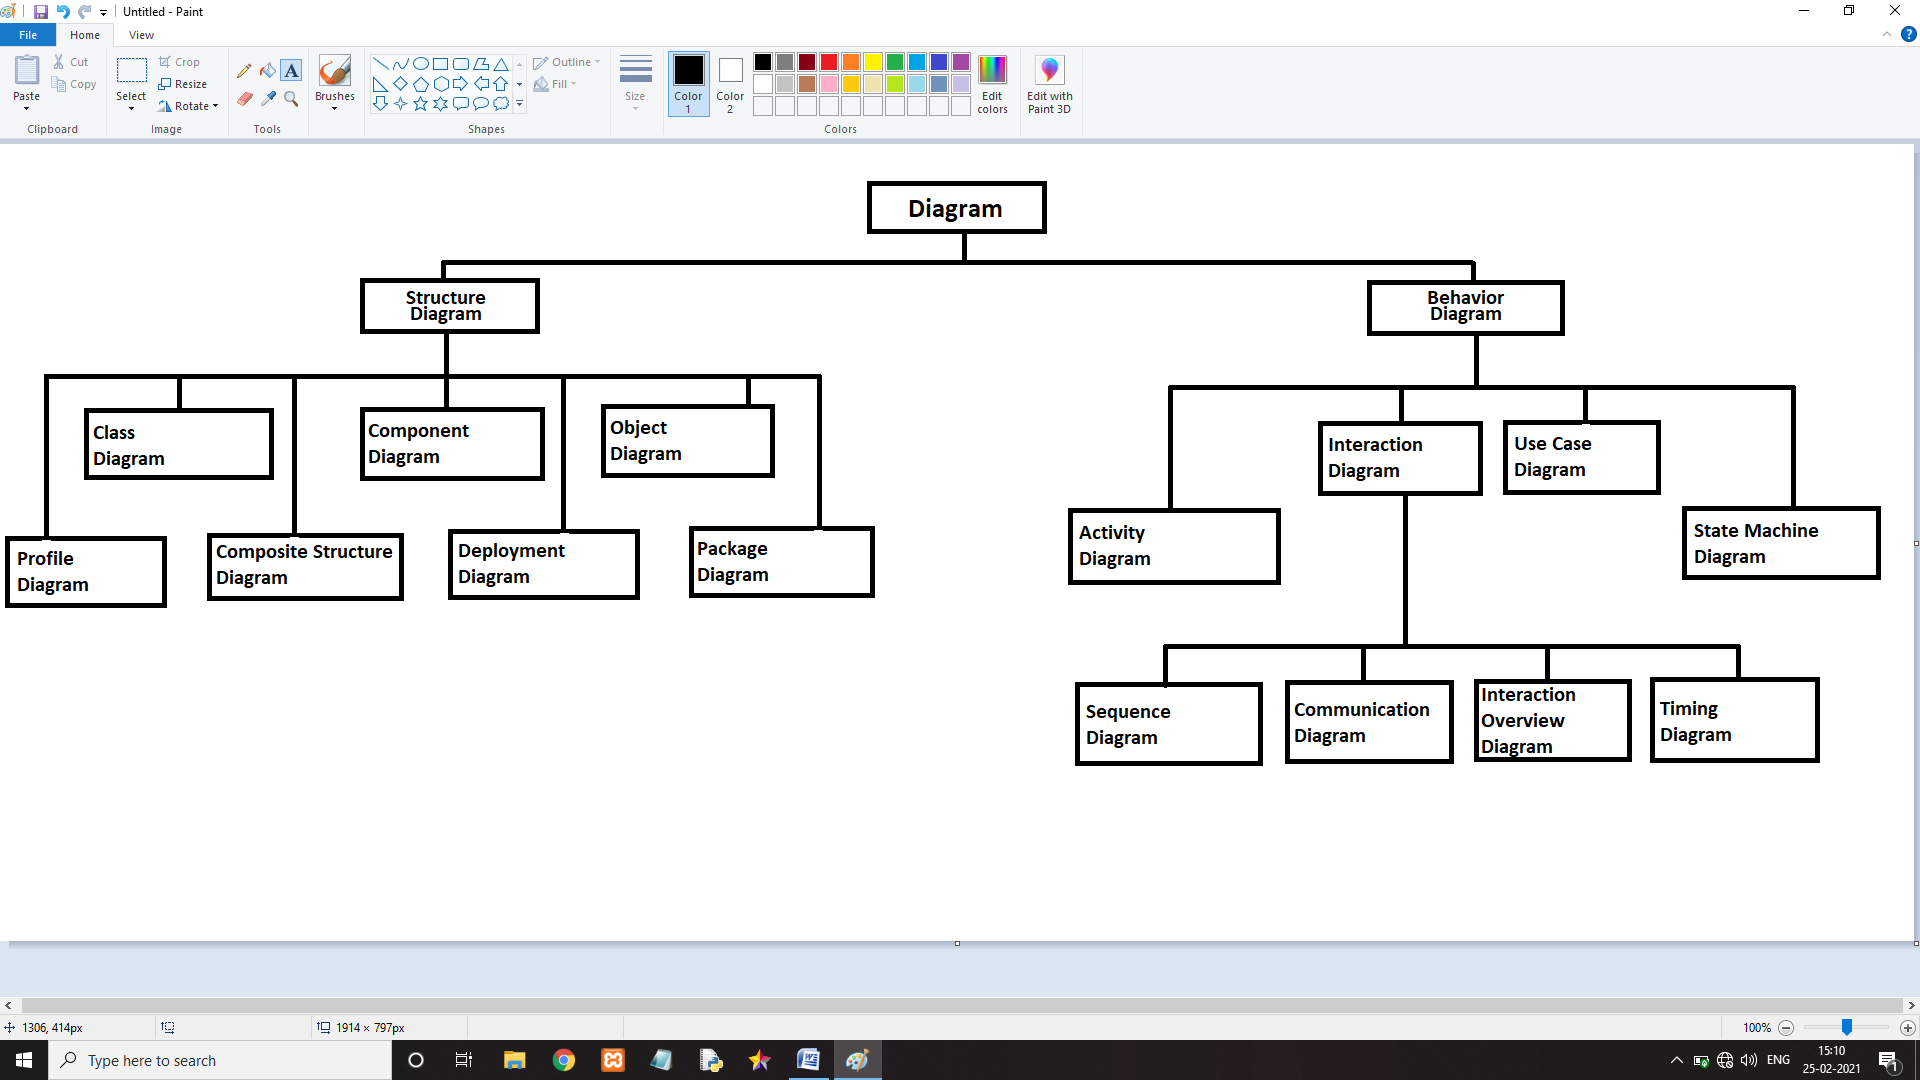 Untitled - Paint
File Home View
Paste
Cut
Copy
Clipboard
Select
Crop
Resize
Rotate
Image
A
Tools
Brushes
Shapes
Outline
Fill
Size
Color
1
Color
2
Edit
colors
Colors
Edit with
Paint 3D
?
Diagram
Structure
Diagram
Behavior
Diagram
Class
Diagram
Component
Diagram
Object
Diagram
Profile
Diagram
Composite Structure
Diagram
Deployment
Diagram
Package
Diagram
Interaction
Diagram
Use Case
Diagram
Activity
Diagram
State Machine
Diagram
Sequence
Diagram
Communication
Diagram
Interaction
Overview
Diagram
Timing
Diagram
1306, 414px
1914 × 797px
100%
Type here to search
ENG
15:10
25-02-2021
1